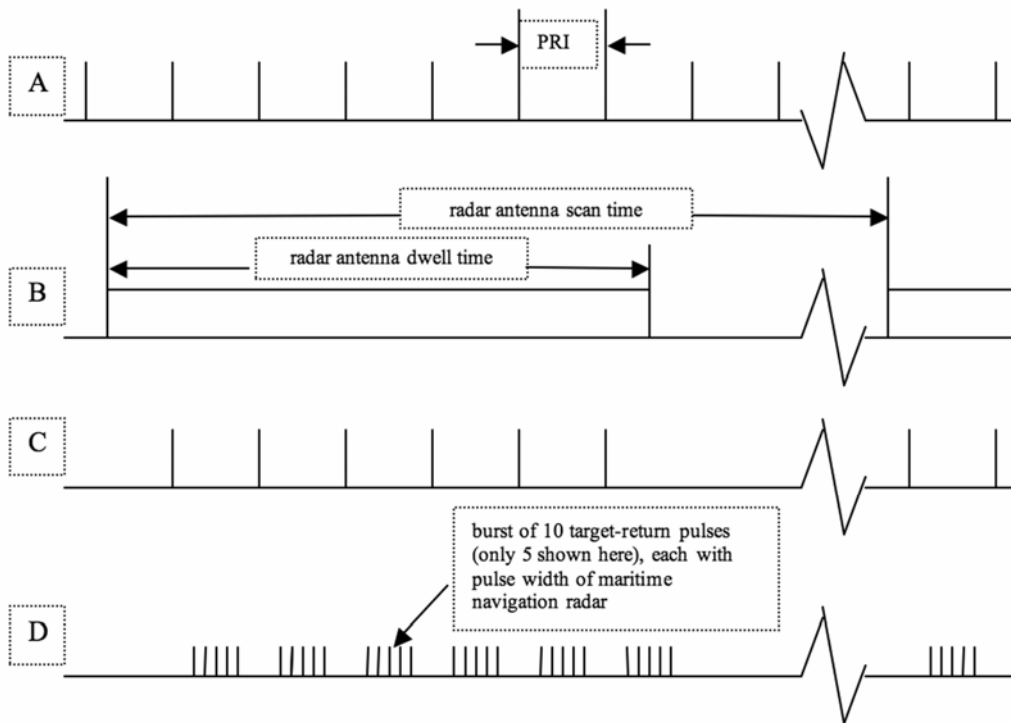 PRI
A
radar antenna scan time
radar antenna dwell time
B
C
burst of 10 target-return pulses
(only 5 shown here), each with
pulse width of maritime
navigation radar
D